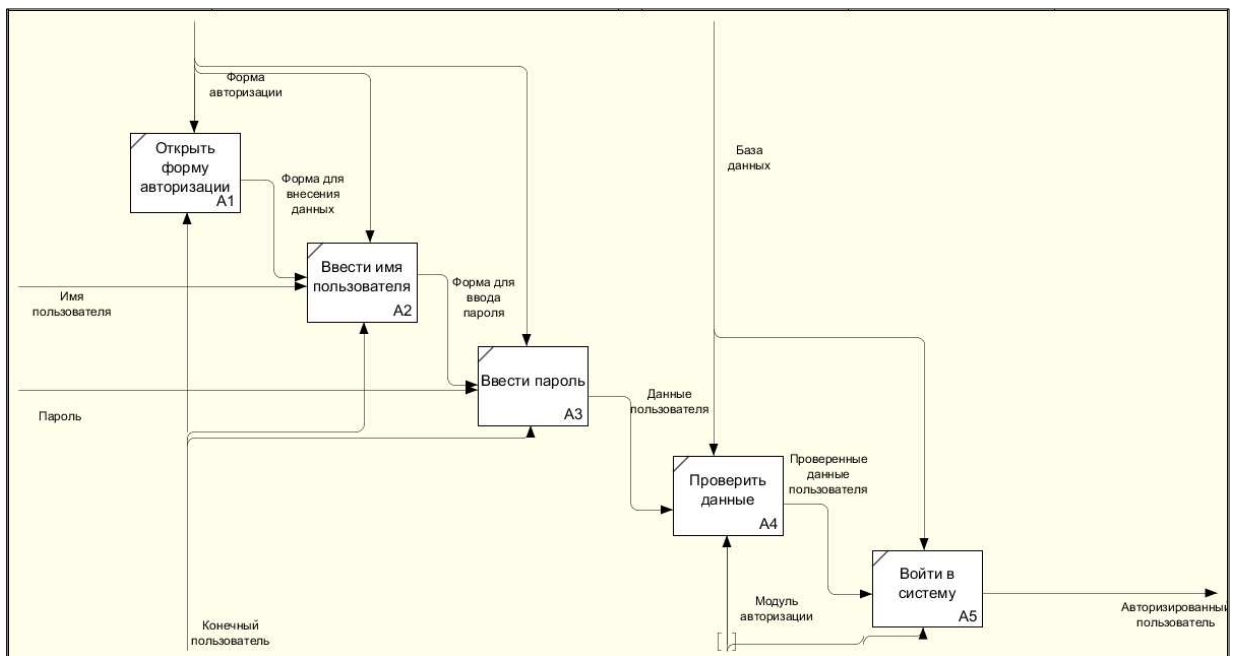 Форма
авторизации
Открыть
форму
авторизации
A1
Форма для
внесения
данных
База
данных
Ввести имя
пользователя
A2
Имя
пользователя
Форма для
ввода
пароля
Ввести пароль
A3
Пароль
Данные
пользователя
Проверить
данные
A4
Проверенные
данные
пользователя
Войти в
систему
A5
Модуль
авторизации
Авторизированный
пользователь
Конечный
пользователь